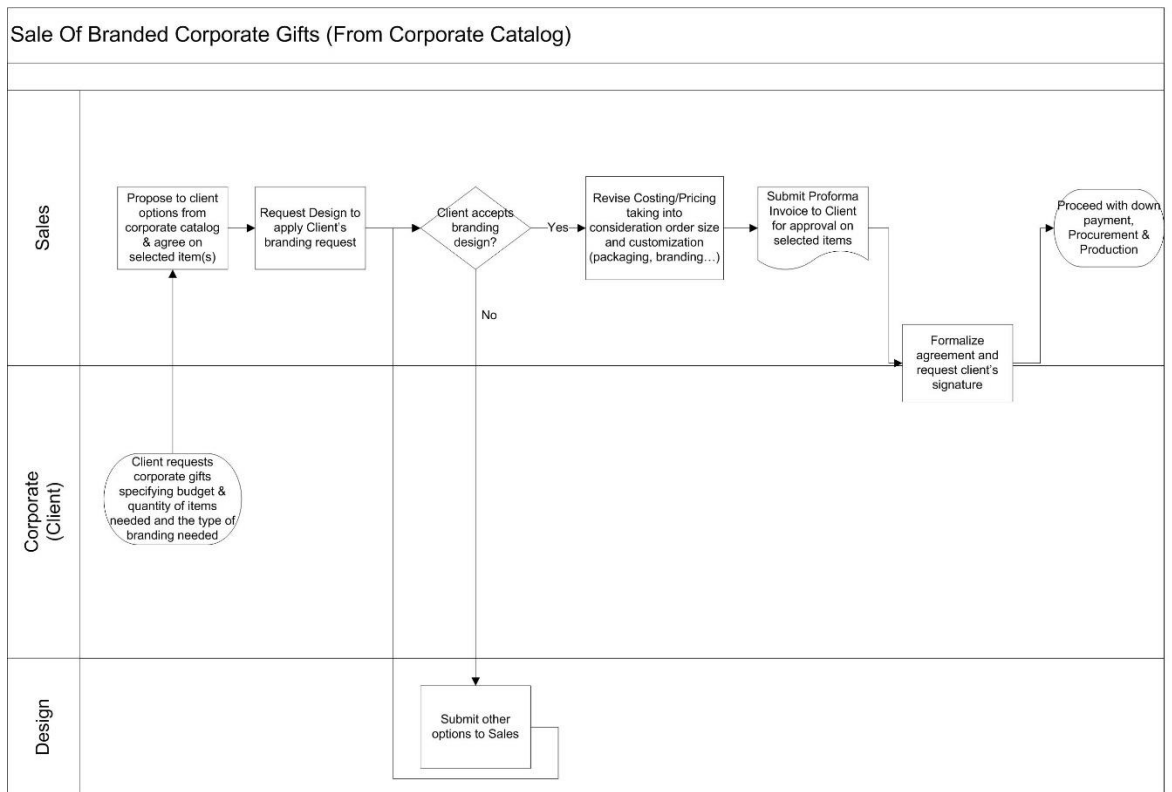 Sale Of Branded Corporate Gifts (From Corporate Catalog)
Sales
Propose to client
options from
corporate catalog
& agree on
selected item(s)
Request Design to
apply Client's
branding request
Client accepts
branding
design?
Yes
No
Revise Costing/Pricing
taking into
consideration order size
and customization
(packaging, branding…)
Submit Proforma
Invoice to Client
for approval on
selected items
Formalize
agreement and
request client's
signature
Proceed with down
payment,
Procurement &
Production
Corporate
(Client)
Client requests
corporate gifts
specifying budget &
quantity of items
needed and the type of
branding needed
Design
Submit other
options to Sales